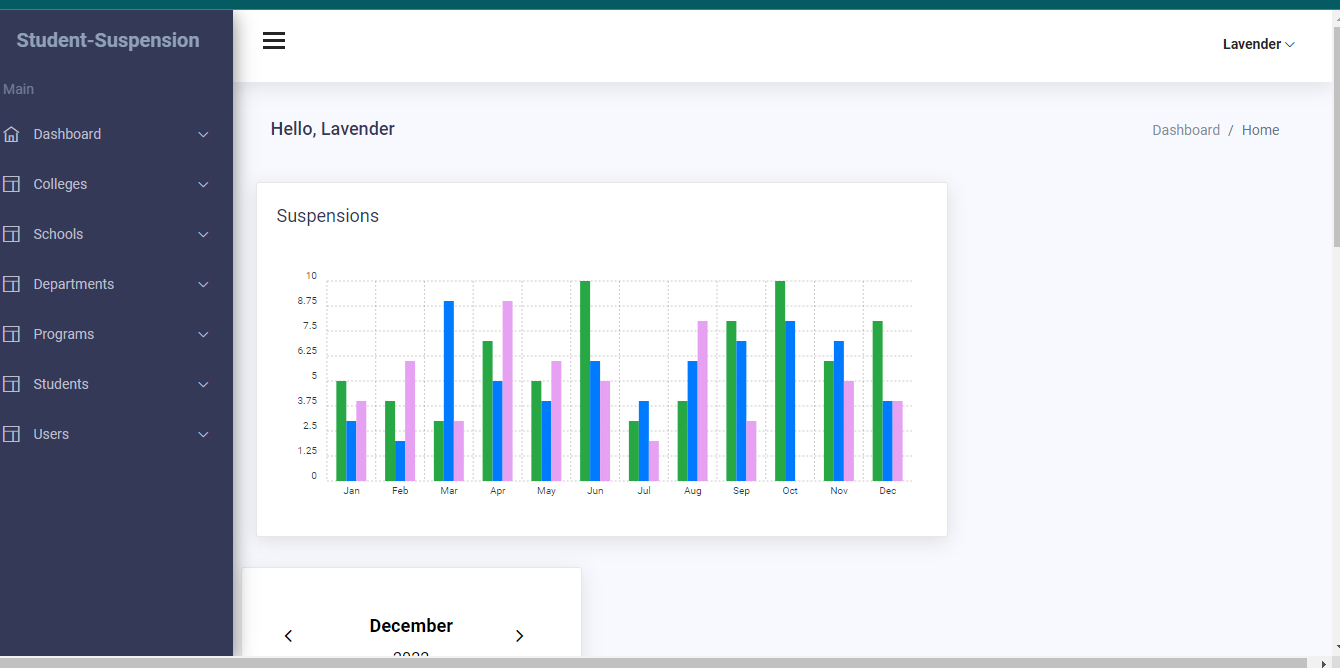 Student-Suspension
Lavender
Main
Dashboard
Colleges
Schools
Departments
Programs
Students
Users
Hello, Lavender
Dashboard / Home
Suspensions
10
8.75
7.5
6.25
5
3.75
2.5
1.25
0
Jan Feb Mar Apr May Jun Jul Aug Sep Oct Nov Dec
December